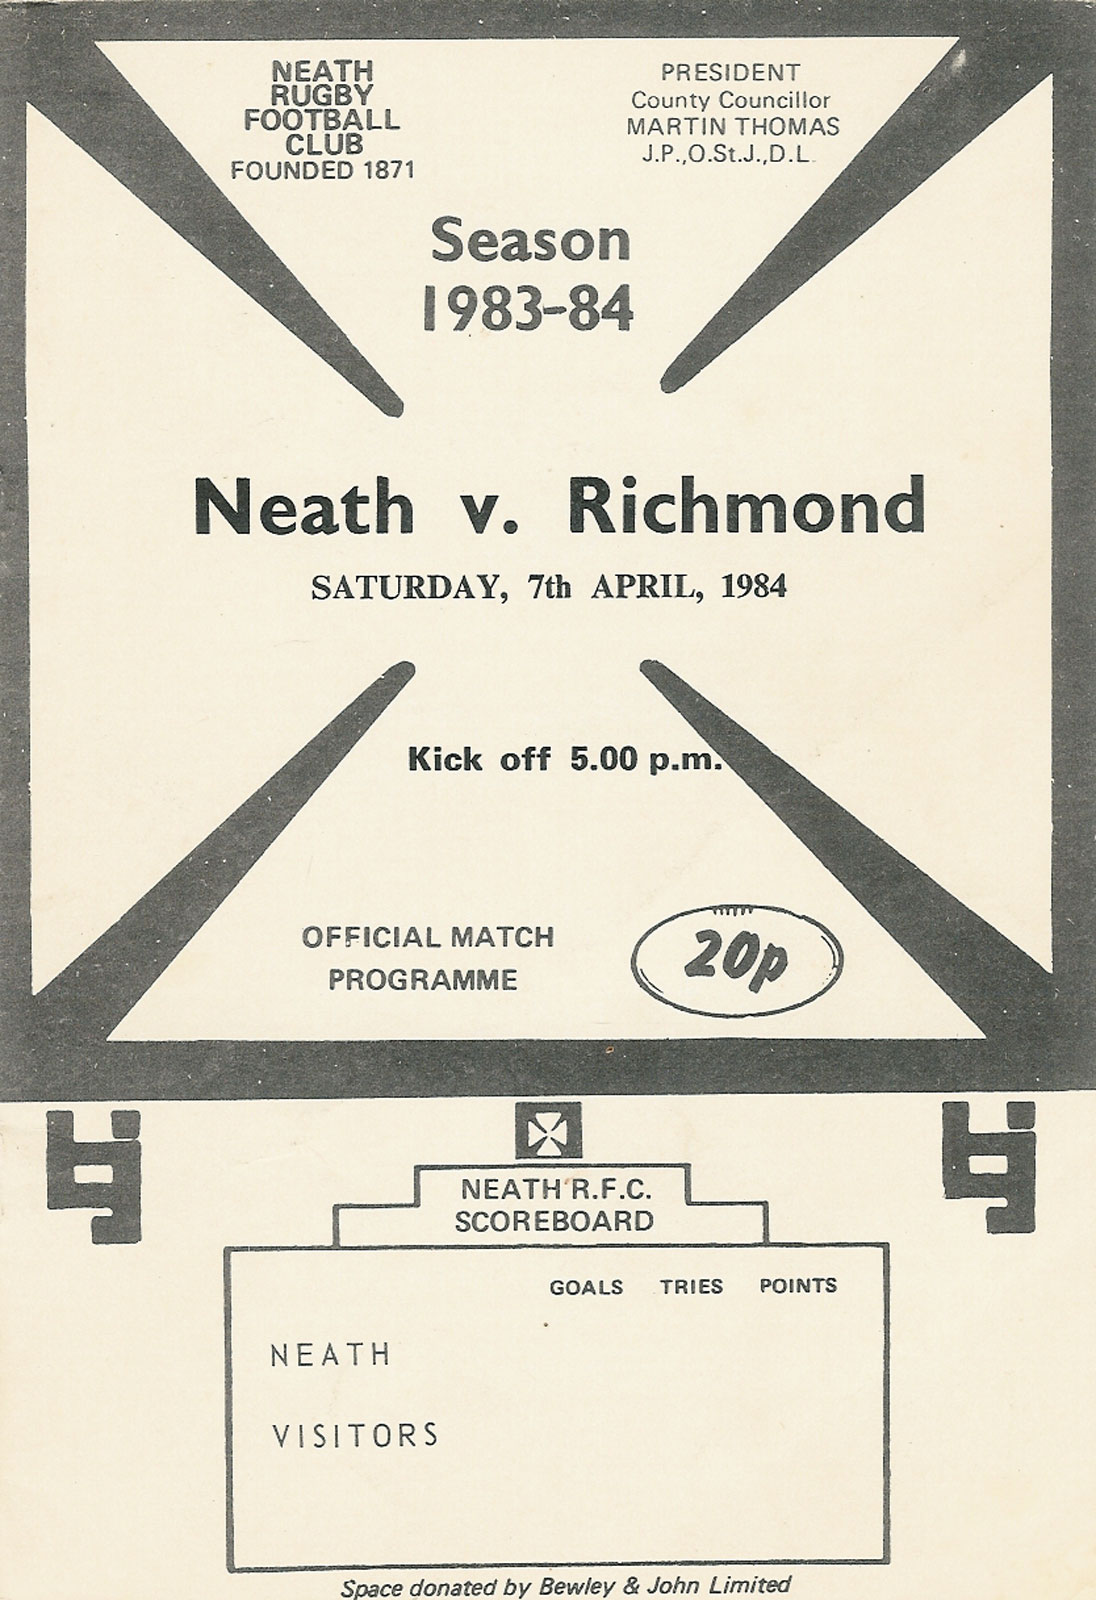 NEATH
RUGBY
FOOTBALL
CLUB
FOUNDED 1871
PRESIDENT
County Councillor
MARTIN THOMAS
J.P.,O.St.J.,D.L.
Season
1983-84
Neath v. Richmond
SATURDAY, 7th APRIL, 1984
Kick off 5.00 p.m.
OFFICIAL MATCH
PROGRAMME
20p
NEATH R.F.C.
SCOREBOARD
GOALS TRIES POINTS
NEATH
VISITORS
Space donated by Bewley & John Limited